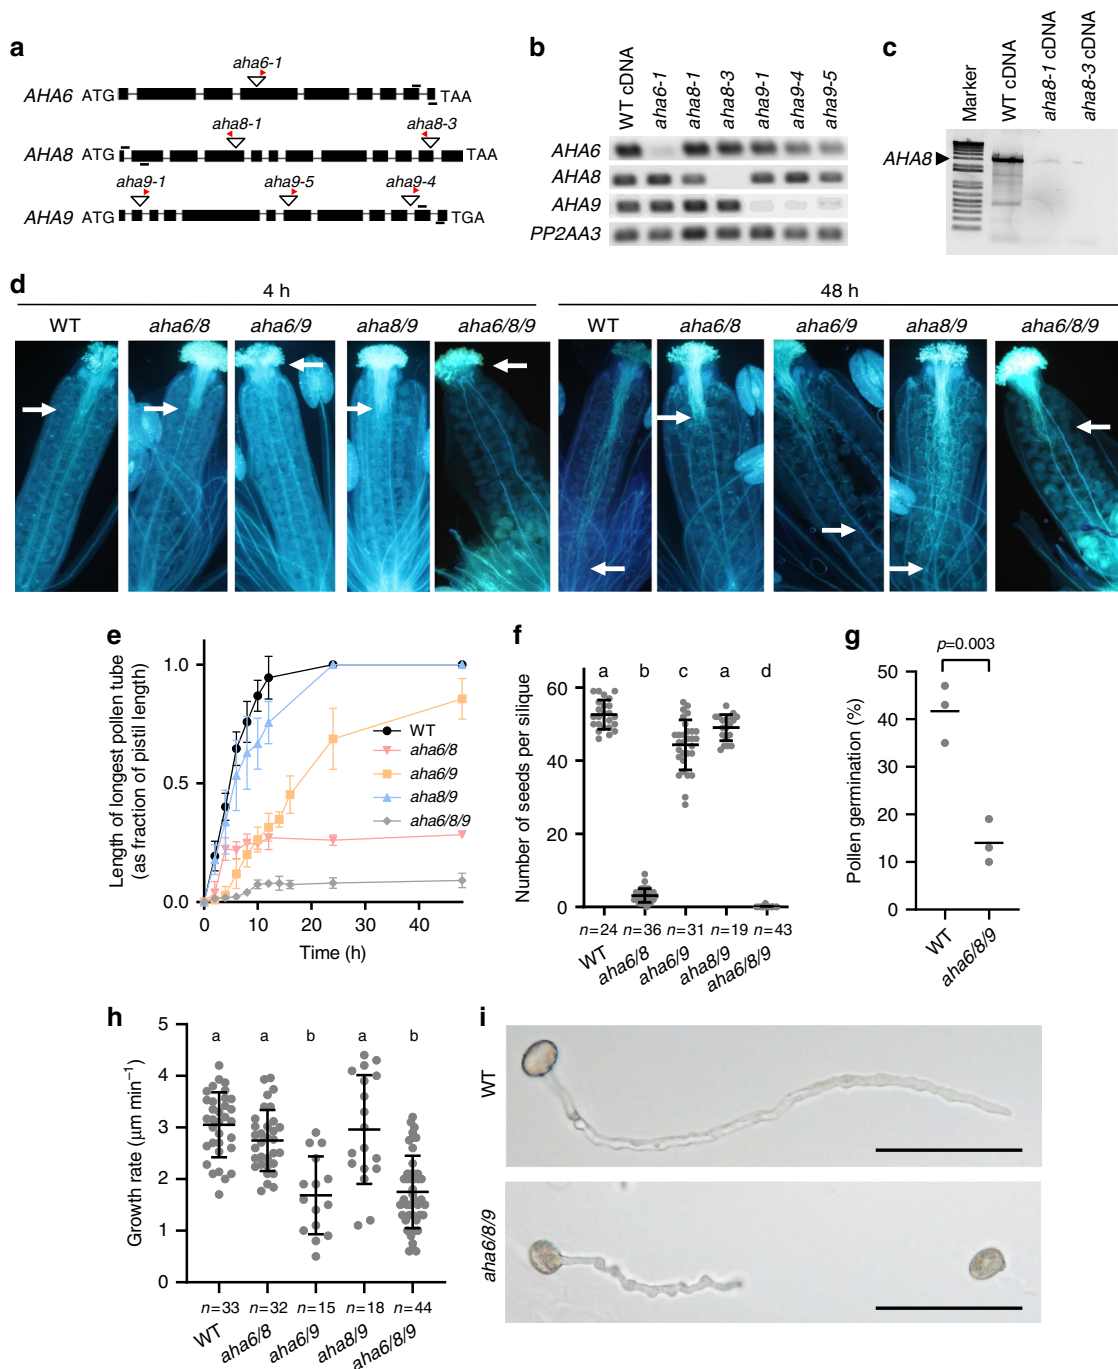 a
aha6-1
AHA6 ATG TAA
aha8-1 aha8-3
AHA8 ATG TAA
aha9-1 aha9-5 aha9-4
AHA9 ATG TGA
b
WT cDNA
aha6-1
aha8-1
aha8-3
aha9-1
aha9-4
aha9-5
AHA6
AHA8
AHA9
PP2AA3
c
Marker
WT cDNA
aha8-1 cDNA
aha8-3 cDNA
AHA8
d
4 h 48 h
WT aha6/8 aha6/9 aha8/9 aha6/8/9 WT aha6/8 aha6/9 aha8/9 aha6/8/9
e
Length of longest pollen tube
(as fraction of pistil length)
1.0
0.5
0.0
0 10 20 30 40
Time (h)
WT
aha6/8
aha6/9
aha8/9
aha6/8/9
f
Number of seeds per silique
60
40
20
0
a b c a d
n=24 n=36 n=31 n=19 n=43
WT aha6/8 aha6/9 aha8/9 aha6/8/9
g
p=0.003
Pollen germination (%)
50
40
30
20
10
0
WT aha6/8/9
h
Growth rate (µm min⁻¹)
5
4
3
2
1
0
a a b a b
n=33 n=32 n=15 n=18 n=44
WT aha6/8 aha6/9 aha8/9 aha6/8/9
i
WT
aha6/8/9